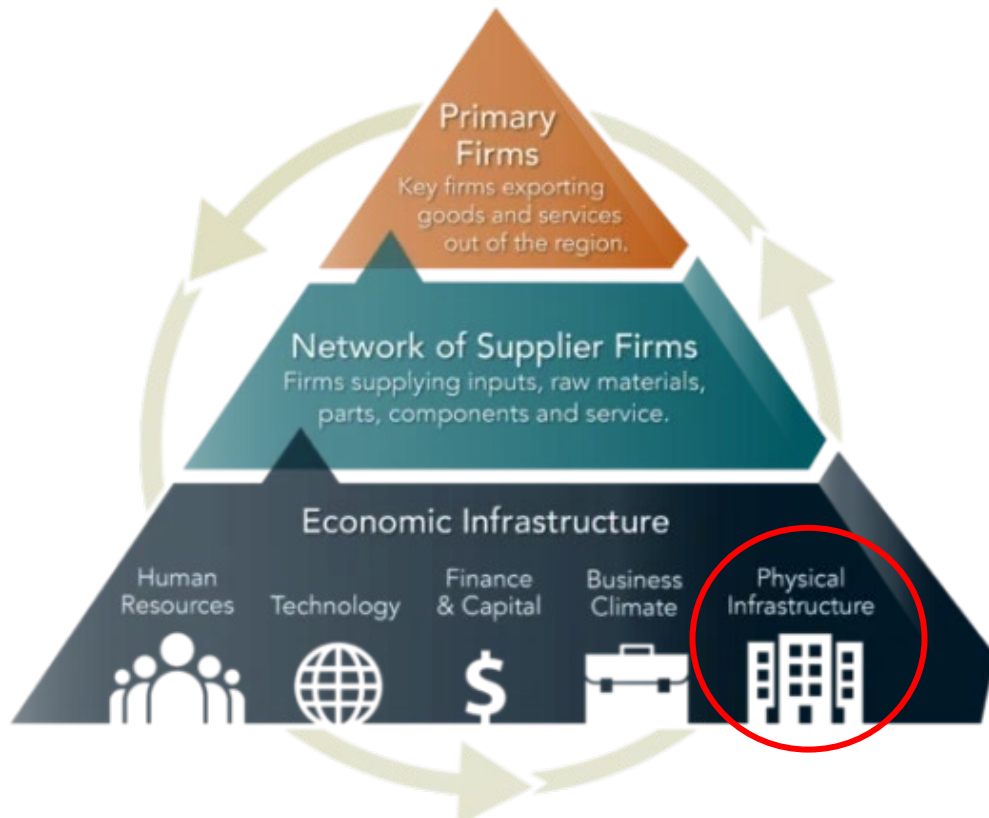 Primary
Firms
Key firms exporting
goods and services
out of the region.
Network of Supplier Firms
Firms supplying inputs, raw materials,
parts, components and service.
Economic Infrastructure
Human
Resources
Technology
Finance
& Capital
Business
Climate
Physical
Infrastructure
$